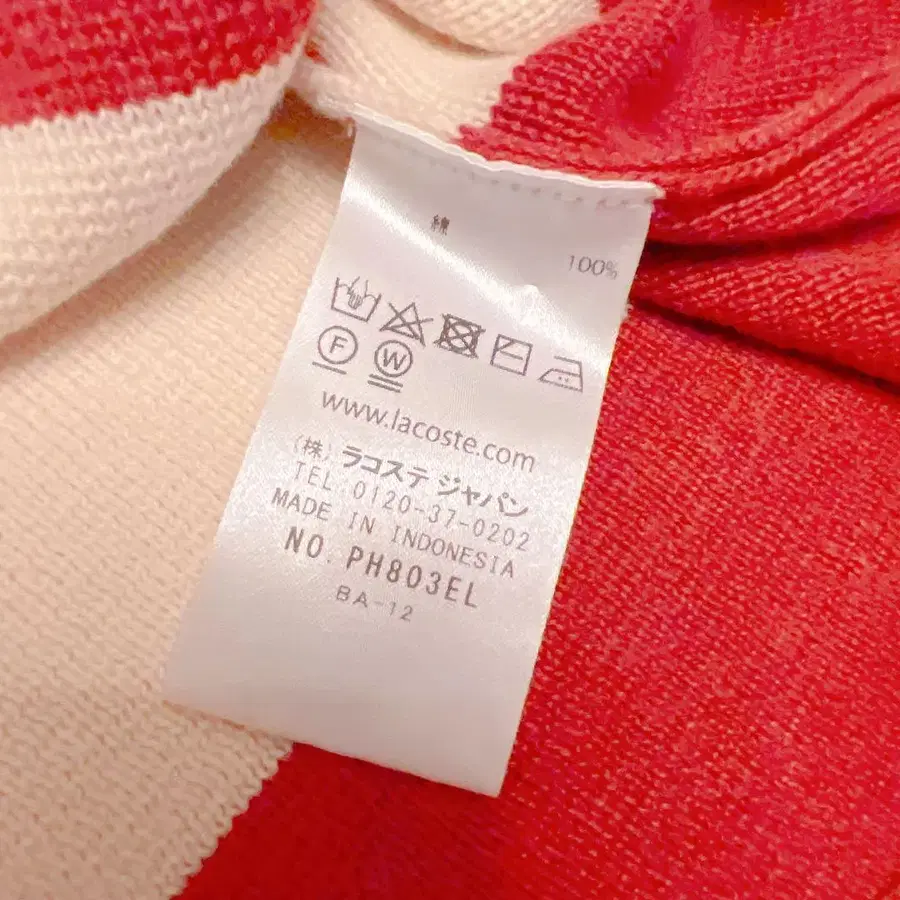 綿
100%
F W
www.lacoste.com
(株) ラコステ ジャパン
TEL 0120-37-0202
MADE IN INDONESIA
NO. PH803EL
BA-12